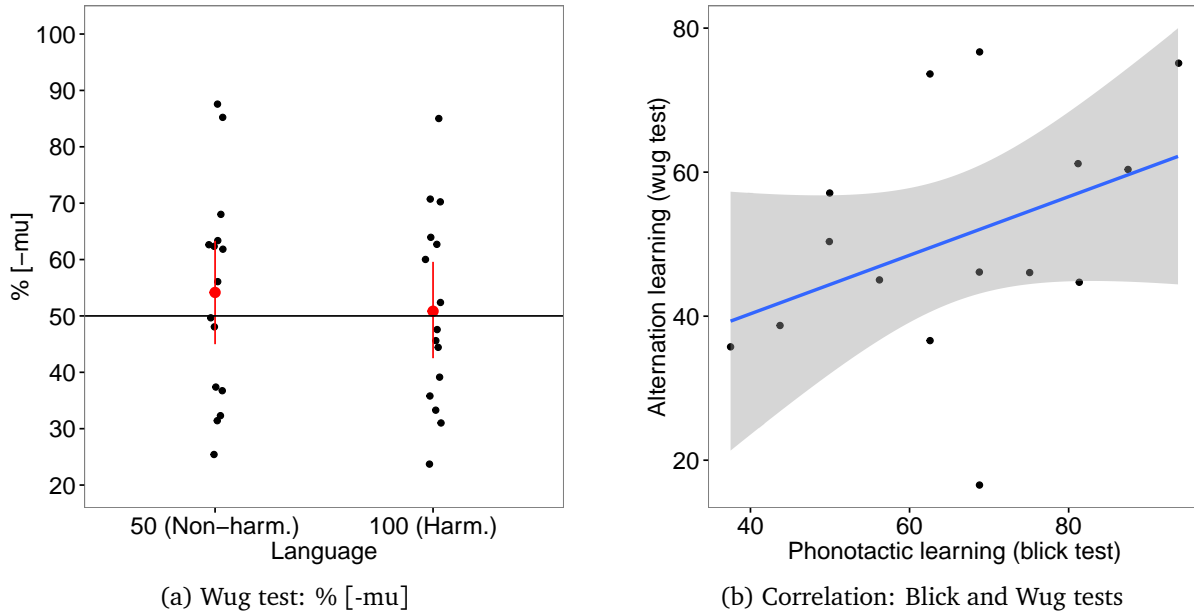 % [-mu]
100
90
80
70
60
50
40
30
20
50 (Non-harm.)
100 (Harm.)
Language
(a) Wug test: % [-mu]
Alternation learning (wug test)
80
60
40
20
40
60
80
Phonotactic learning (blick test)
(b) Correlation: Blick and Wug tests